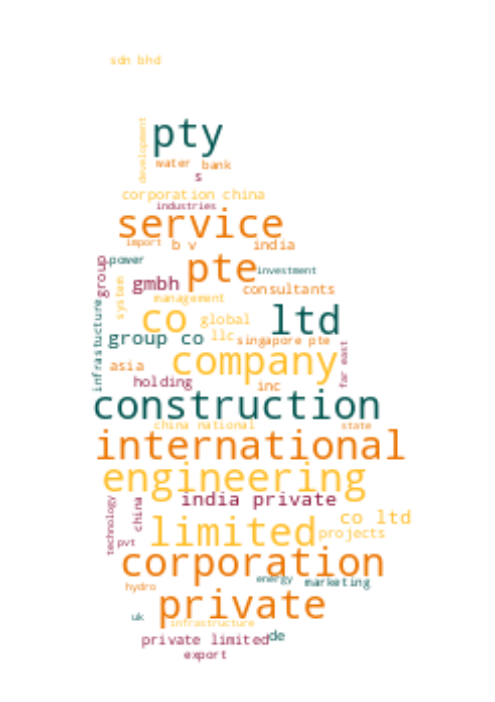 sdn bhd
development
pty
water bank
s
corporation china
industries
service
import b v india
group
power
pte investment
system
gmbh consultants
management
infrastucture
co global ltd
group co llc singapore pte
company
far east
asia
holding inc
construction
china national state
international
engineering
india private
technology
china
limited co ltd
projects
pvt
corporation
energy marketing
hydro
private
uk infrastructure
private limited de
export